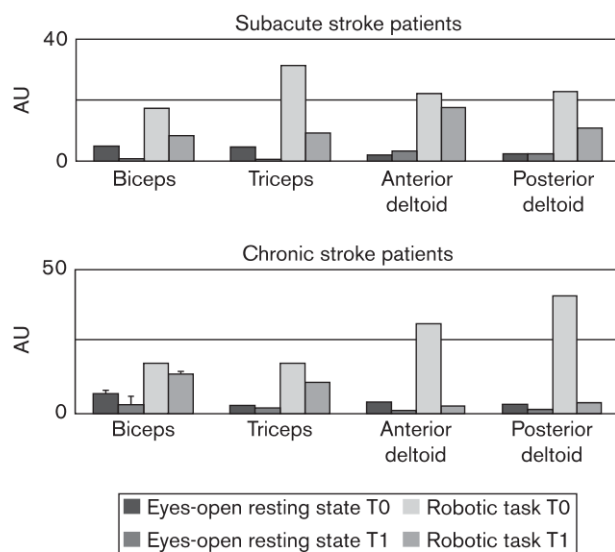 Subacute stroke patients
40
AU
0
Biceps Triceps Anterior deltoid Posterior deltoid
Chronic stroke patients
50
AU
0
Biceps Triceps Anterior deltoid Posterior deltoid
Eyes-open resting state T0 Robotic task T0
Eyes-open resting state T1 Robotic task T1